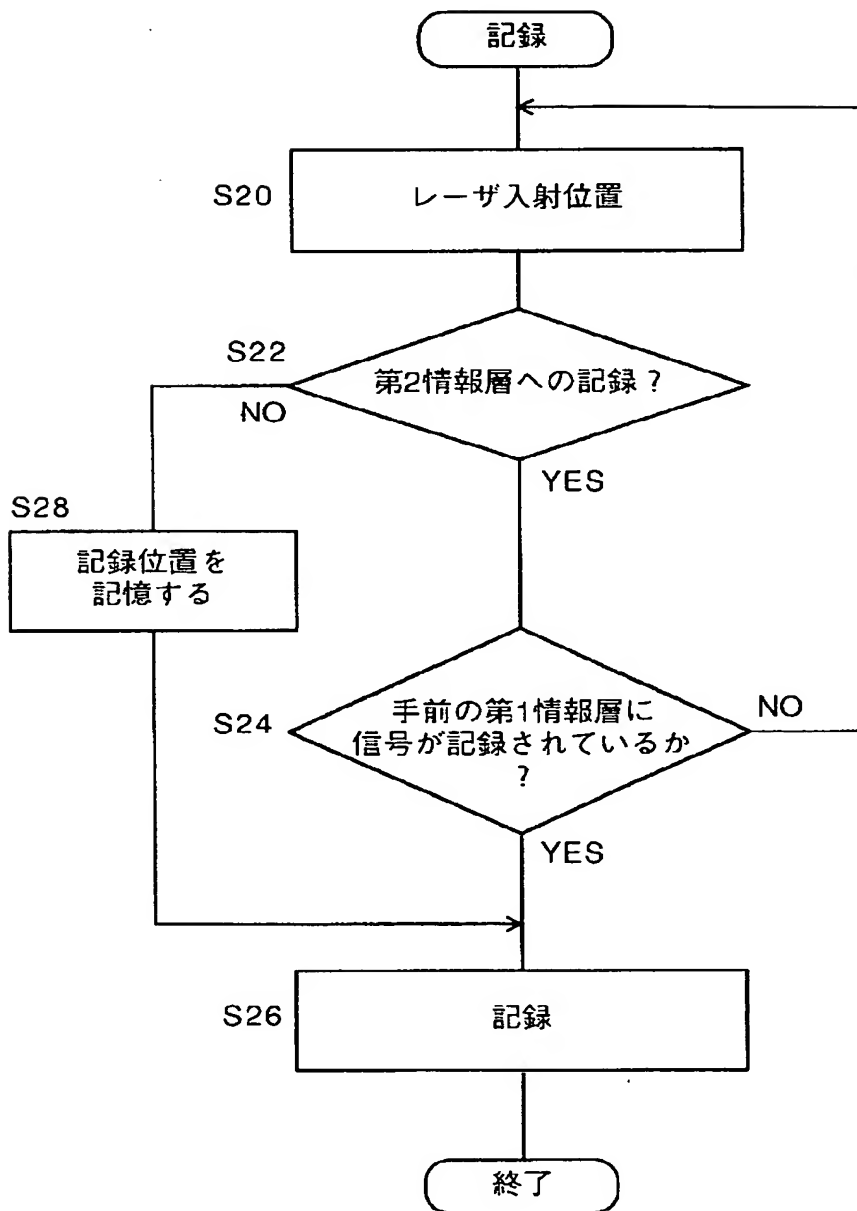 記録
S20
レーザ入射位置
S22
第2情報層への記録?
NO
YES
S28
記録位置を
記憶する
S24
手前の第1情報層に
信号が記録されているか
?
NO
YES
S26
記録
終了